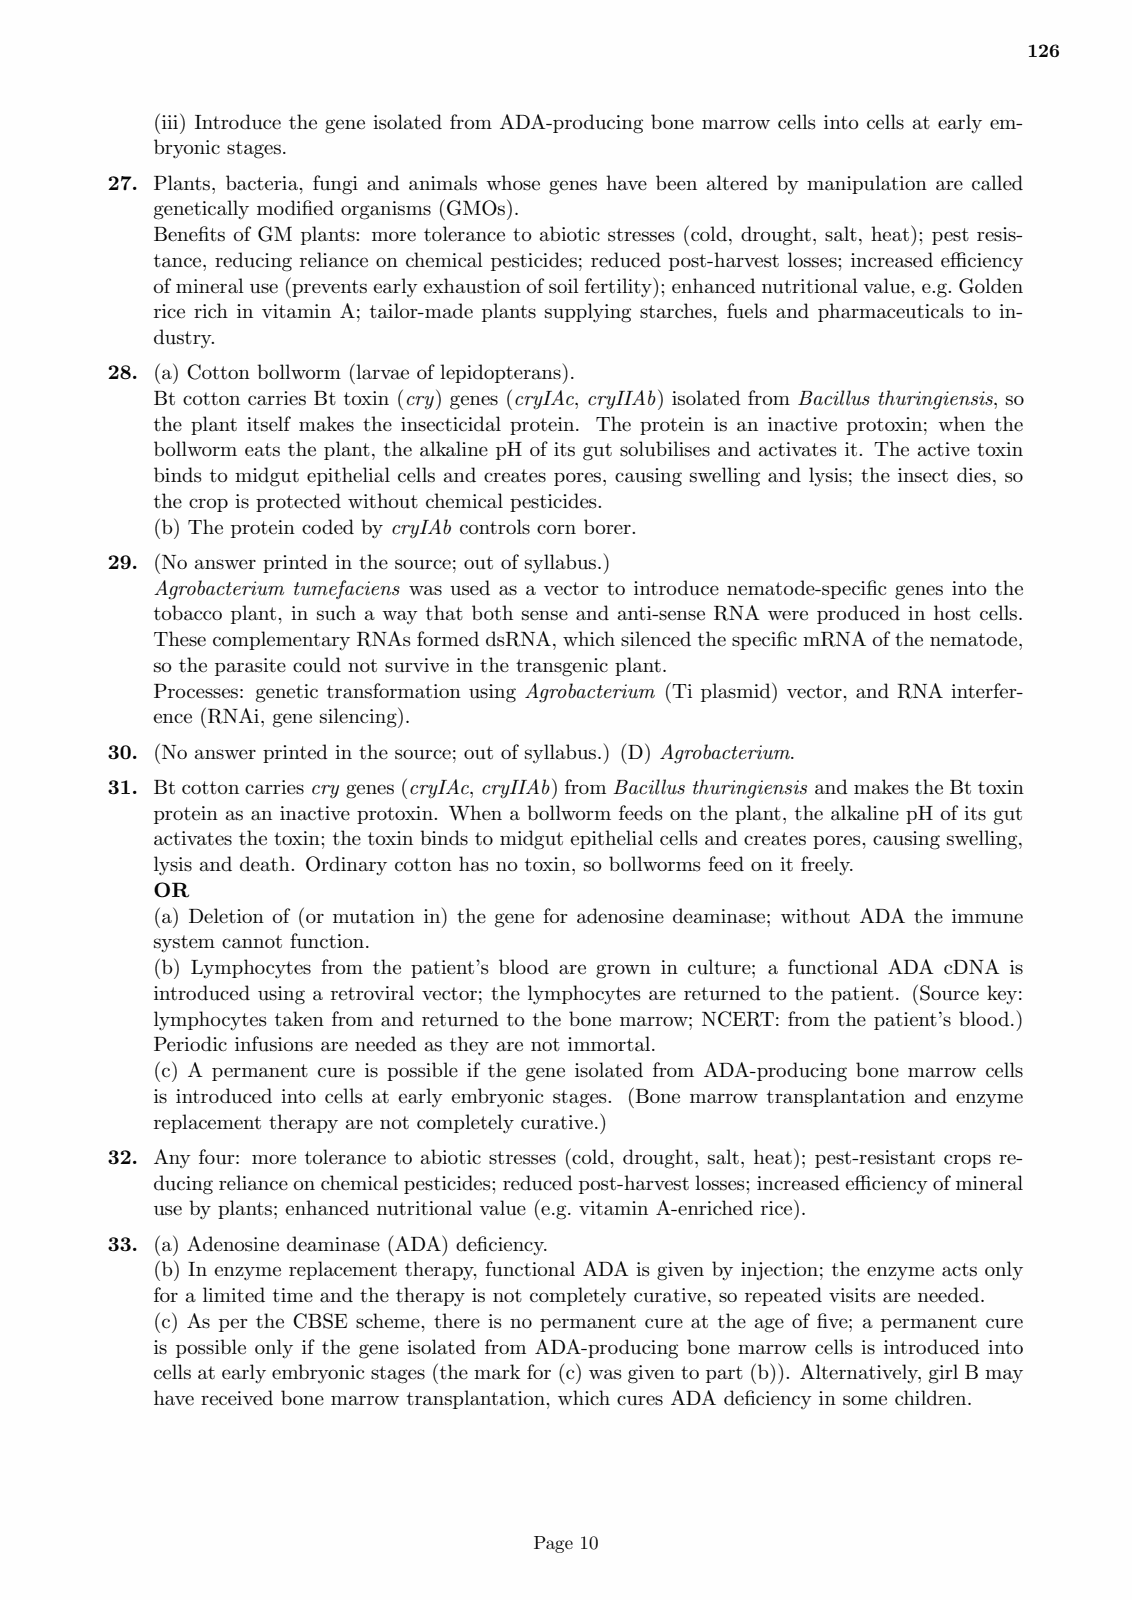 126
(iii) Introduce the gene isolated from ADA-producing bone marrow cells into cells at early em-
bryonic stages.
27. Plants, bacteria, fungi and animals whose genes have been altered by manipulation are called
genetically modified organisms (GMOs).
Benefits of GM plants: more tolerance to abiotic stresses (cold, drought, salt, heat); pest resis-
tance, reducing reliance on chemical pesticides; reduced post-harvest losses; increased efficiency
of mineral use (prevents early exhaustion of soil fertility); enhanced nutritional value, e.g. Golden
rice rich in vitamin A; tailor-made plants supplying starches, fuels and pharmaceuticals to in-
dustry.
28. (a) Cotton bollworm (larvae of lepidopterans).
Bt cotton carries Bt toxin (cry) genes (cryIAc, cryIIAb) isolated from Bacillus thuringiensis, so
the plant itself makes the insecticidal protein. The protein is an inactive protoxin; when the
bollworm eats the plant, the alkaline pH of its gut solubilises and activates it. The active toxin
binds to midgut epithelial cells and creates pores, causing swelling and lysis; the insect dies, so
the crop is protected without chemical pesticides.
(b) The protein coded by cryIAb controls corn borer.
29. (No answer printed in the source; out of syllabus.)
Agrobacterium tumefaciens was used as a vector to introduce nematode-specific genes into the
tobacco plant, in such a way that both sense and anti-sense RNA were produced in host cells.
These complementary RNAs formed dsRNA, which silenced the specific mRNA of the nematode,
so the parasite could not survive in the transgenic plant.
Processes: genetic transformation using Agrobacterium (Ti plasmid) vector, and RNA interfer-
ence (RNAi, gene silencing).
30. (No answer printed in the source; out of syllabus.) (D) Agrobacterium.
31. Bt cotton carries cry genes (cryIAc, cryIIAb) from Bacillus thuringiensis and makes the Bt toxin
protein as an inactive protoxin. When a bollworm feeds on the plant, the alkaline pH of its gut
activates the toxin; the toxin binds to midgut epithelial cells and creates pores, causing swelling,
lysis and death. Ordinary cotton has no toxin, so bollworms feed on it freely.
OR
(a) Deletion of (or mutation in) the gene for adenosine deaminase; without ADA the immune
system cannot function.
(b) Lymphocytes from the patient's blood are grown in culture; a functional ADA cDNA is
introduced using a retroviral vector; the lymphocytes are returned to the patient. (Source key:
lymphocytes taken from and returned to the bone marrow; NCERT: from the patient's blood.)
Periodic infusions are needed as they are not immortal.
(c) A permanent cure is possible if the gene isolated from ADA-producing bone marrow cells
is introduced into cells at early embryonic stages. (Bone marrow transplantation and enzyme
replacement therapy are not completely curative.)
32. Any four: more tolerance to abiotic stresses (cold, drought, salt, heat); pest-resistant crops re-
ducing reliance on chemical pesticides; reduced post-harvest losses; increased efficiency of mineral
use by plants; enhanced nutritional value (e.g. vitamin A-enriched rice).
33. (a) Adenosine deaminase (ADA) deficiency.
(b) In enzyme replacement therapy, functional ADA is given by injection; the enzyme acts only
for a limited time and the therapy is not completely curative, so repeated visits are needed.
(c) As per the CBSE scheme, there is no permanent cure at the age of five; a permanent cure
is possible only if the gene isolated from ADA-producing bone marrow cells is introduced into
cells at early embryonic stages (the mark for (c) was given to part (b)). Alternatively, girl B may
have received bone marrow transplantation, which cures ADA deficiency in some children.
Page 10